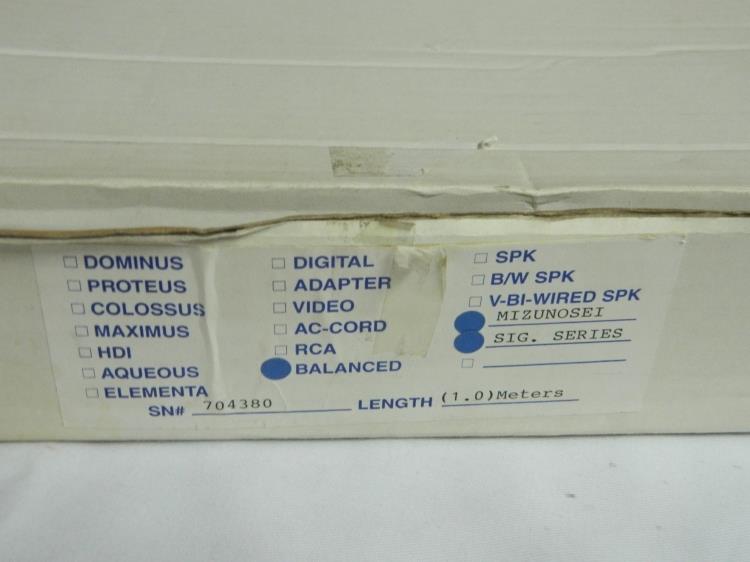 DOMINUS
PROTEUS
COLOSSUS
MAXIMUS
HDI
AQUEOUS
ELEMENTA
DIGITAL
ADAPTER
VIDEO
AC-CORD
RCA
BALANCED
SPK
B/W SPK
V-BI-WIRED SPK
MIZUNOSEI
SIG. SERIES
SN# 704380 LENGTH (1.0)Meters